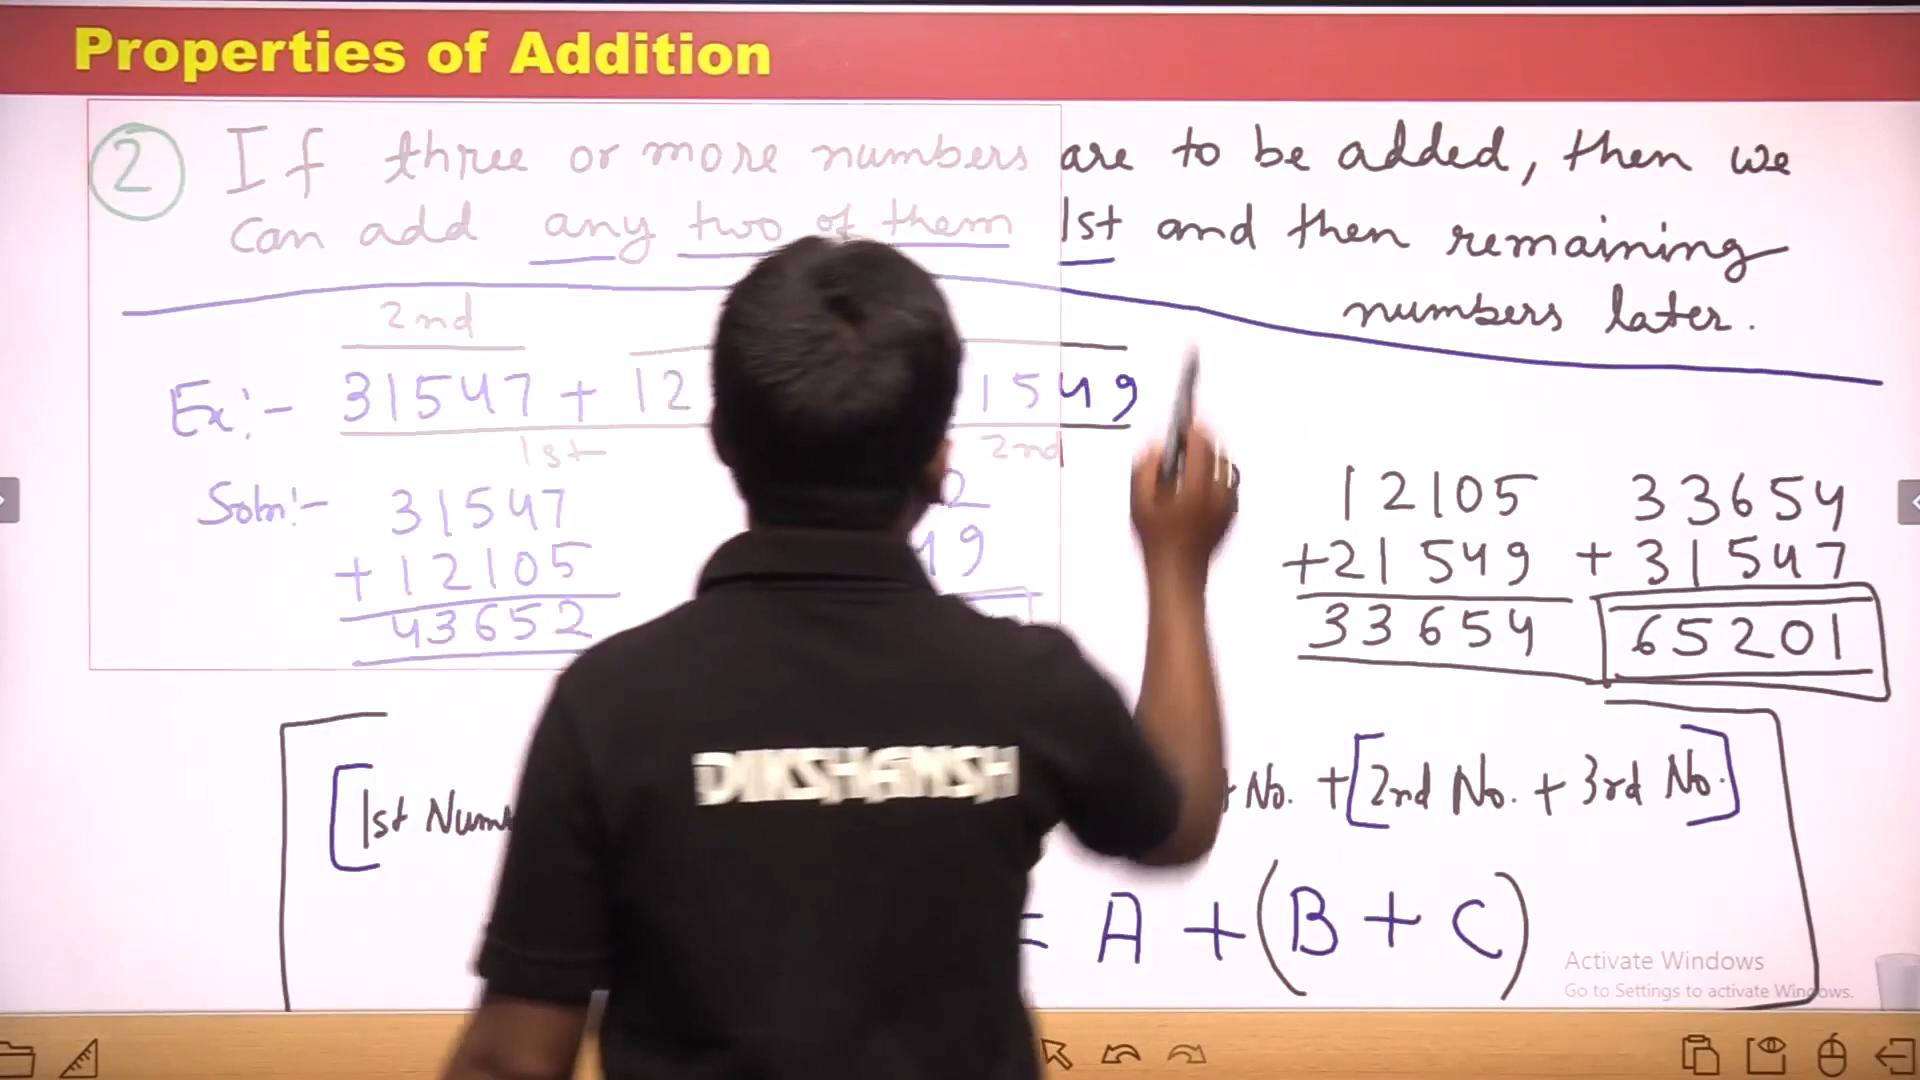 Properties of Addition
2 If three or more numbers are to be added, then we
can add any two of them 1st and then remaining
numbers later.
2nd
Ex:- 31547 + 12 1549
1st 2nd
Soln:- 31547 2 12105 33654
+ 12105 49 +21549 + 31547
43652 33654 65201
[1st Num No. + [2nd No. + 3rd No.]
= A + (B + C)
DIKSHANSH
Activate Windows
Go to Settings to activate Windows.